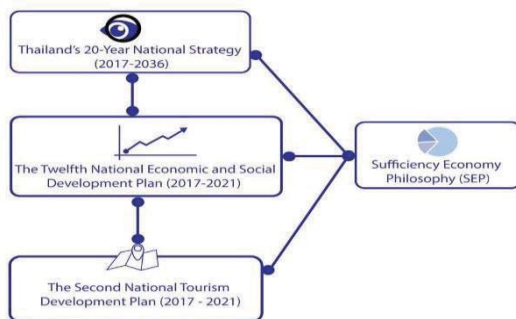 Thailand's 20-Year National Strategy
(2017-2036)
The Twelfth National Economic and Social
Development Plan (2017-2021)
Sufficiency Economy
Philosophy (SEP)
The Second National Tourism
Development Plan (2017 - 2021)